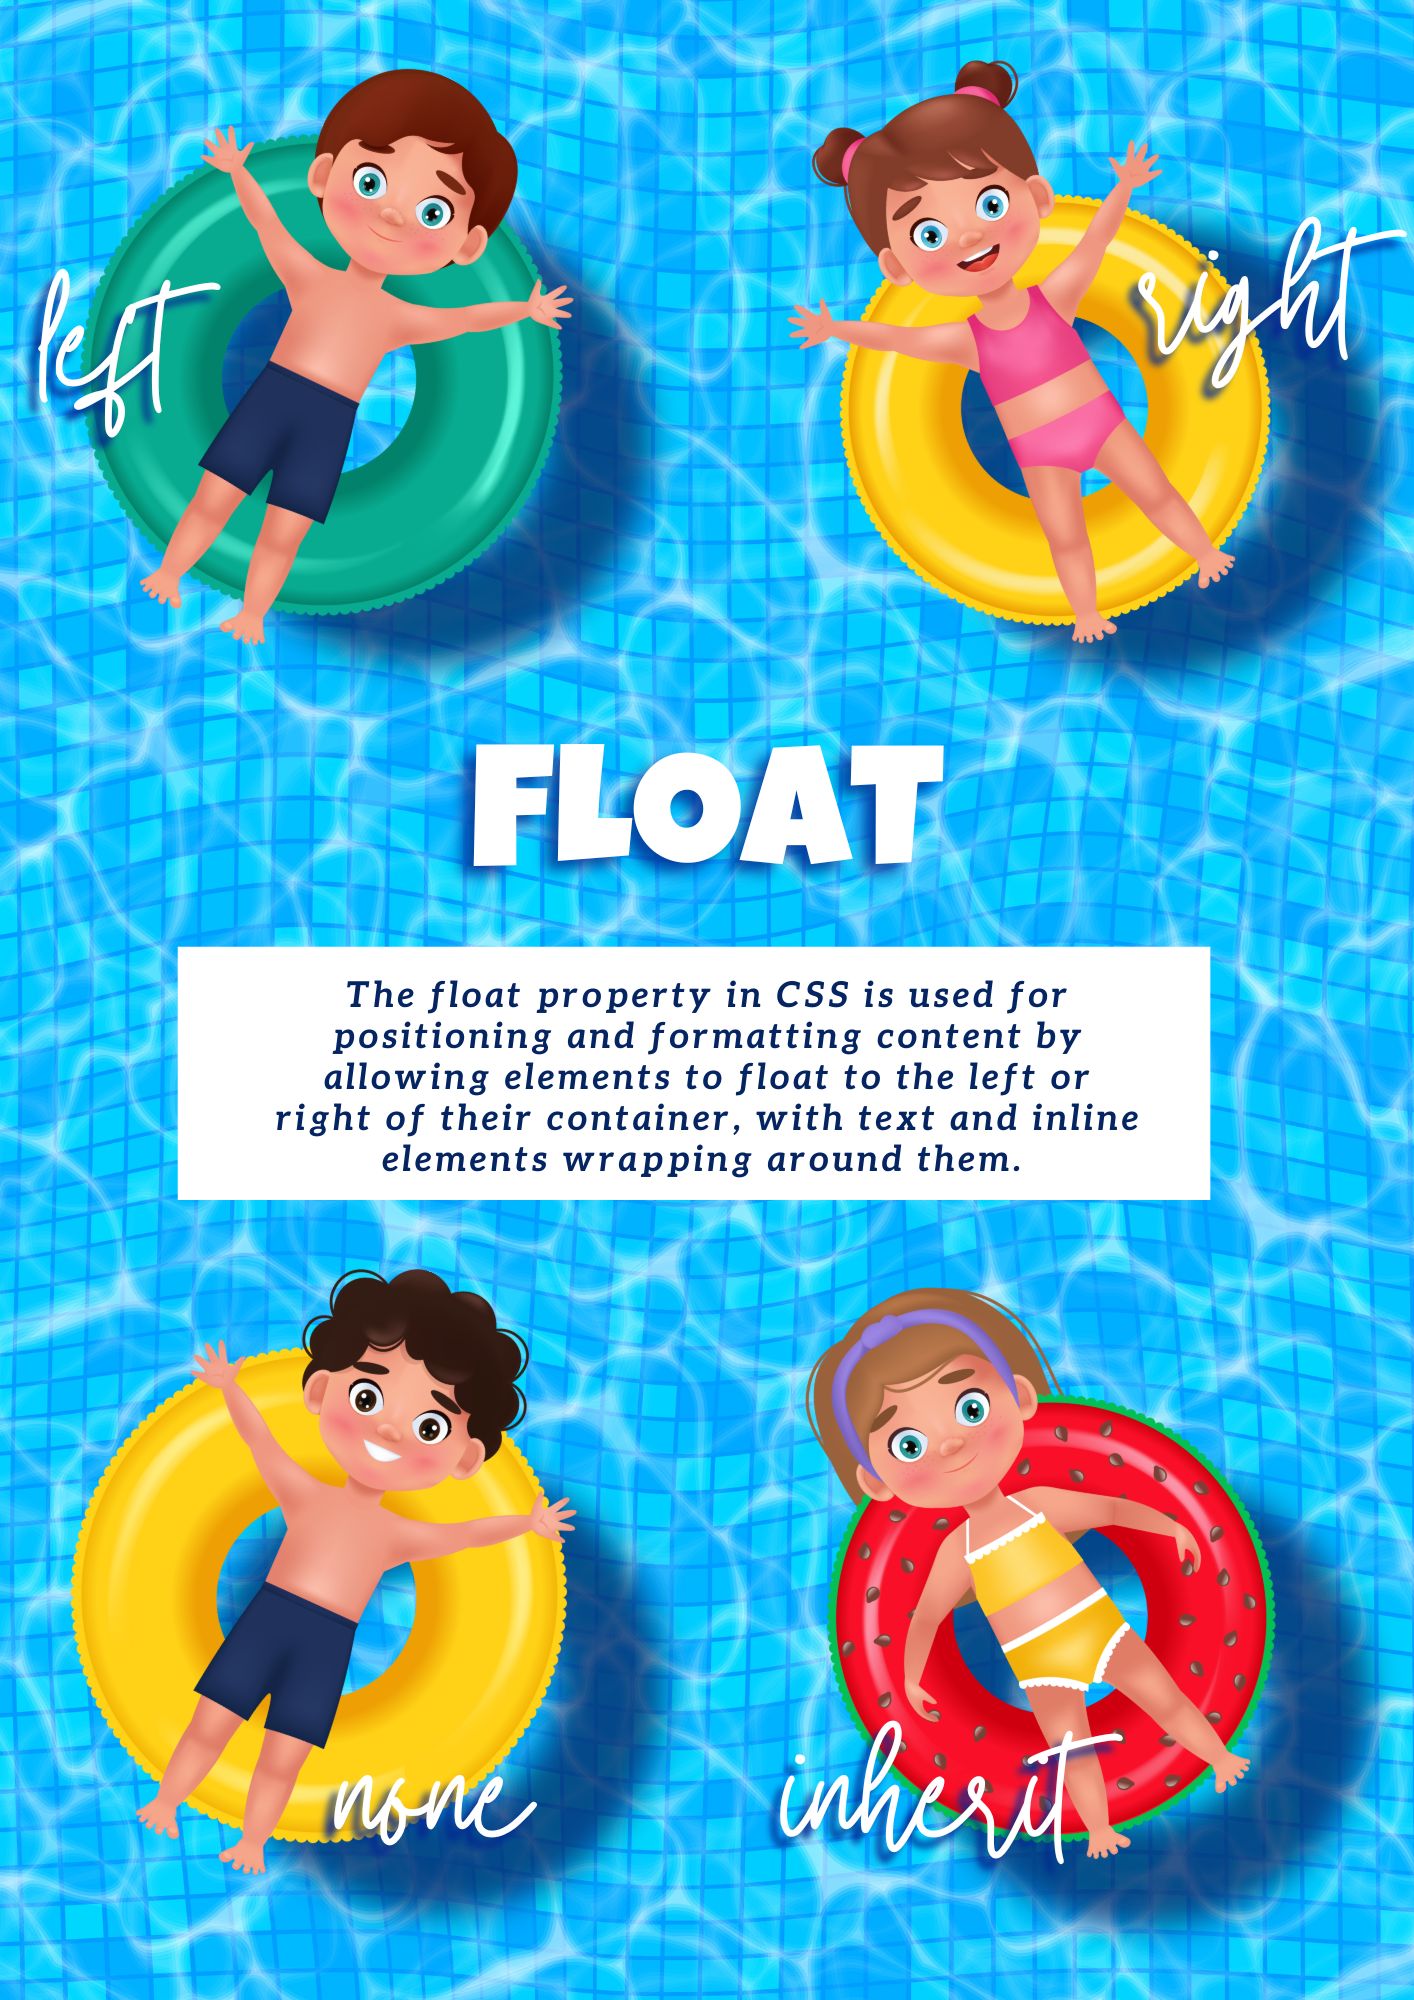 left
right
FLOAT
The float property in CSS is used for
positioning and formatting content by
allowing elements to float to the left or
right of their container, with text and inline
elements wrapping around them.
none
inherit